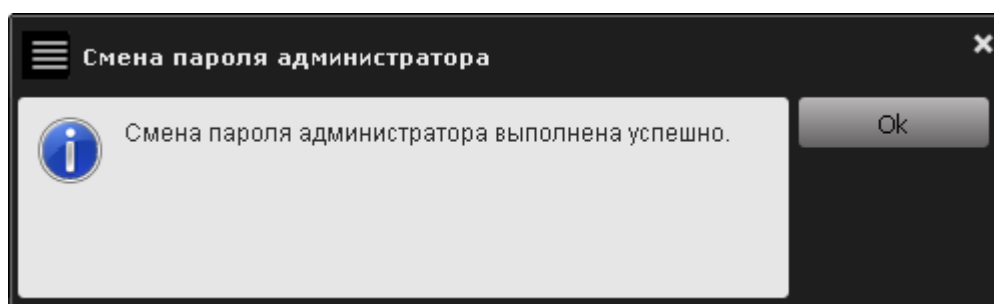 Смена пароля администратора
Смена пароля администратора выполнена успешно.
Ok